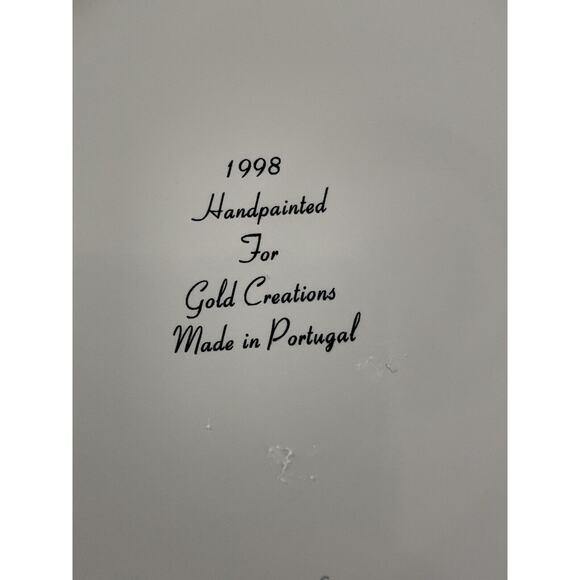 1998
Handpainted
For
Gold Creations
Made in Portugal